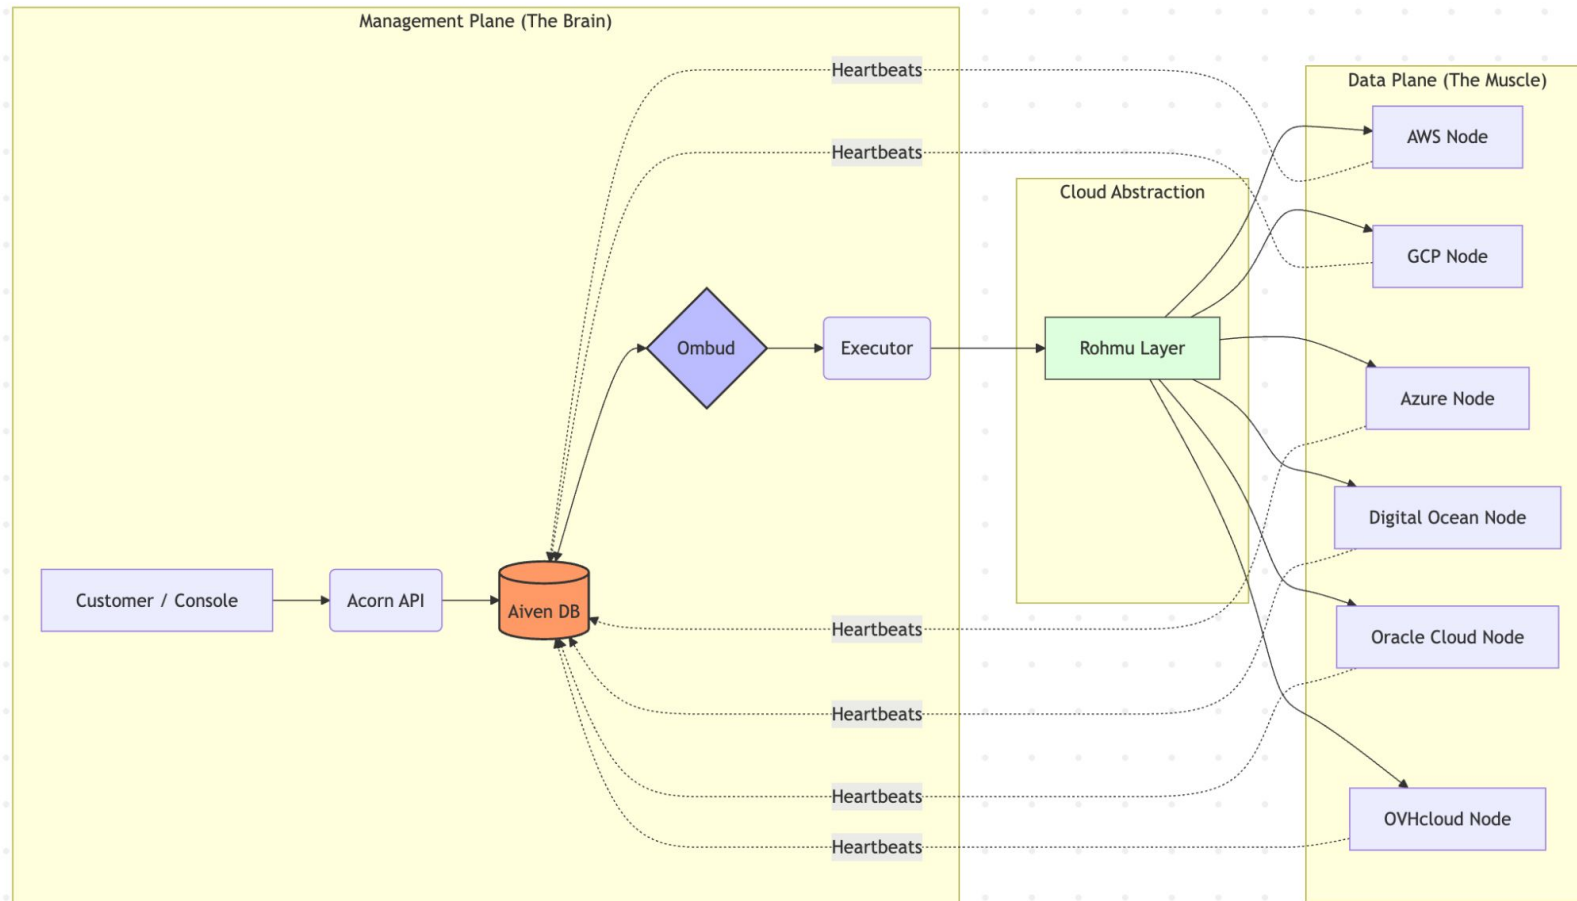 Management Plane (The Brain)
Heartbeats
Data Plane (The Muscle)
AWS Node
Heartbeats
Cloud Abstraction
GCP Node
Ombud
Executor
Rohmu Layer
Azure Node
Digital Ocean Node
Customer / Console
Acorn API
Aiven DB
Heartbeats
Oracle Cloud Node
Heartbeats
Heartbeats
OVHcloud Node
Heartbeats